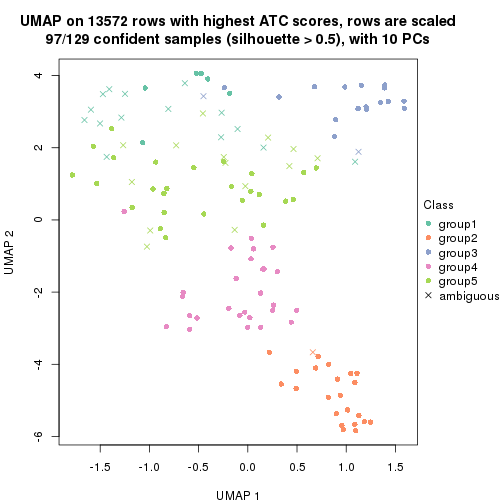 UMAP on 13572 rows with highest ATC scores, rows are scaled
97/129 confident samples (silhouette > 0.5), with 10 PCs
4
2
0
-2
-4
-6
UMAP 2
-1.5
-1.0
-0.5
0.0
0.5
1.0
1.5
UMAP 1
Class
group1
group2
group3
group4
group5
ambiguous